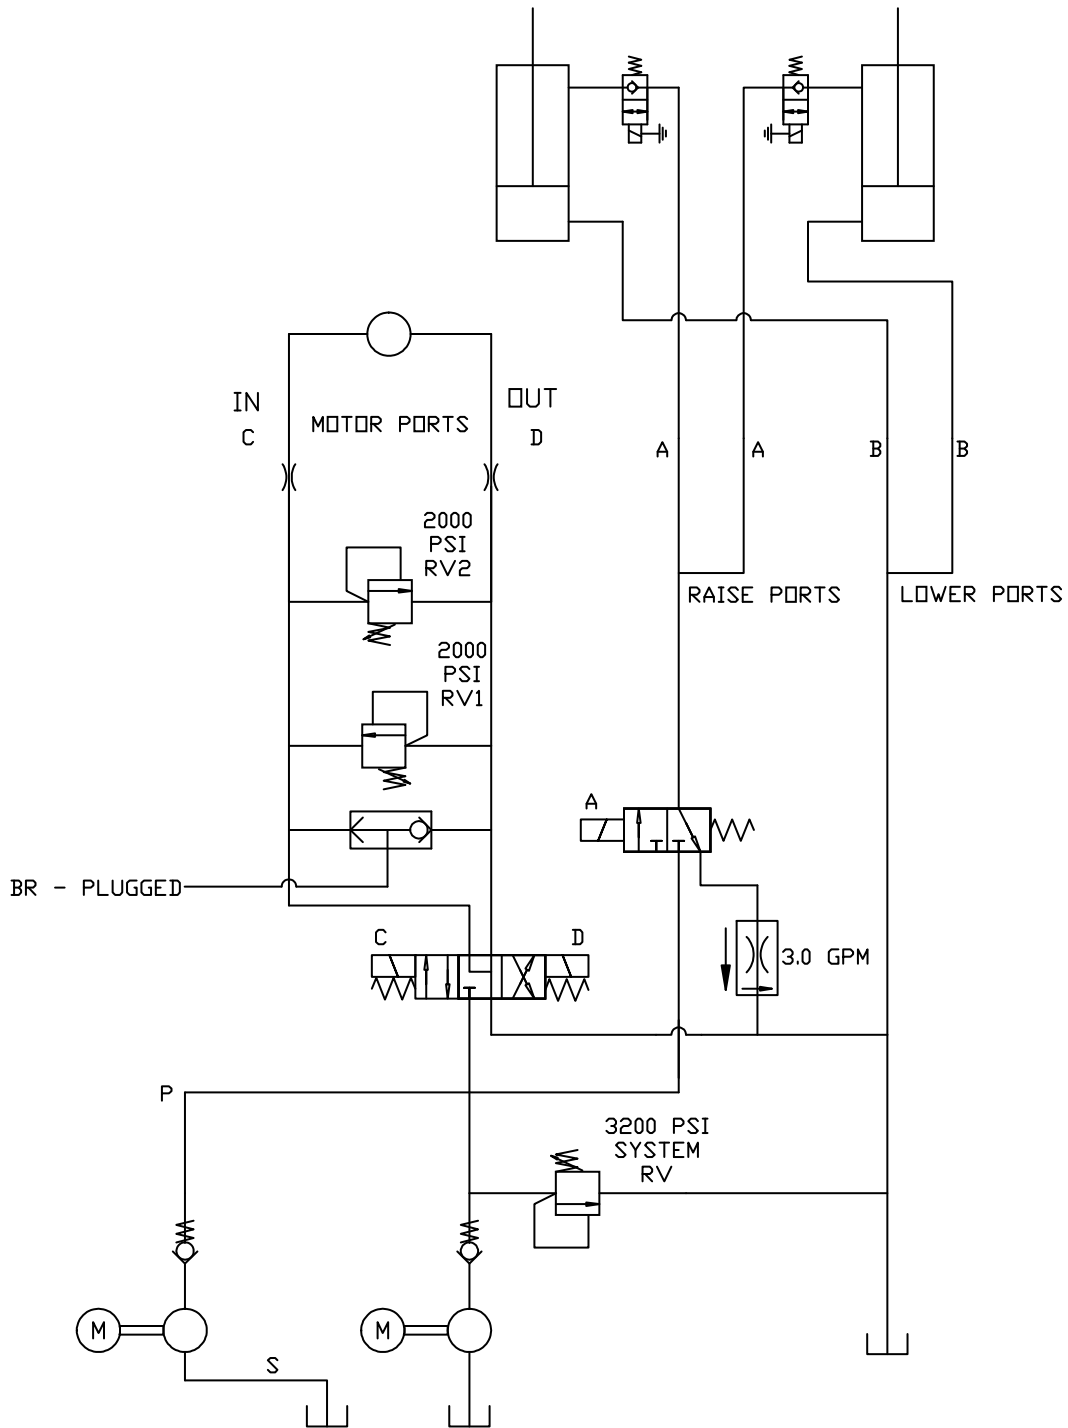 IN
C
MOTOR PORTS
OUT
D
A
A
B
B
2000
PSI
RV2
RAISE PORTS
LOWER PORTS
2000
PSI
RV1
A
BR - PLUGGED
C
D
3.0 GPM
P
3200 PSI
SYSTEM
RV
M
M
S